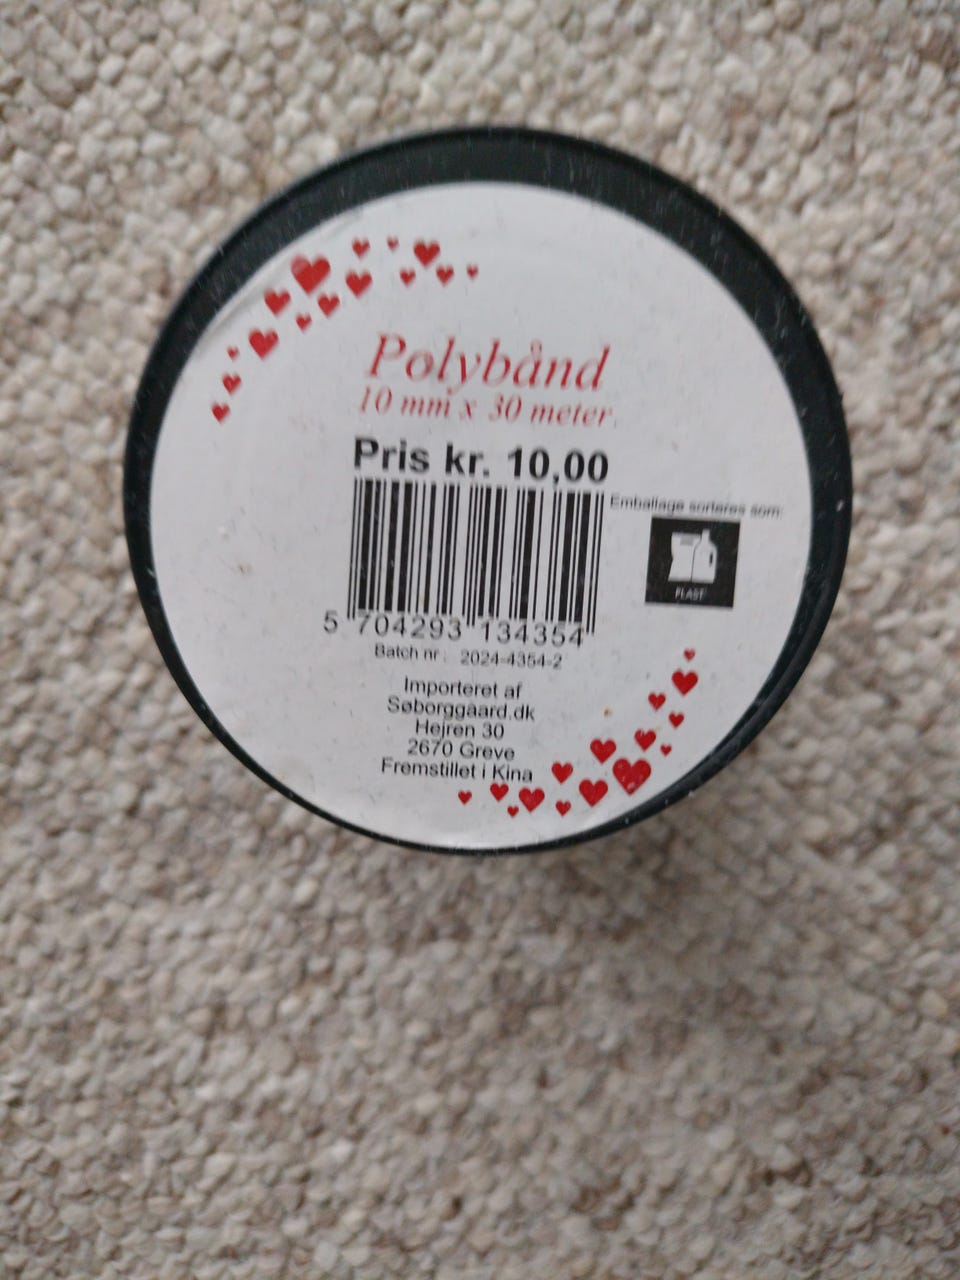 Polybånd
10 mm x 30 meter.
Pris kr. 10,00
Emballage sorteres som:
PLAST
5 704293 134354
Batch nr.: 2024-4354-2
Importeret af
Søborggaard.dk
Hejren 30
2670 Greve
Fremstillet i Kina